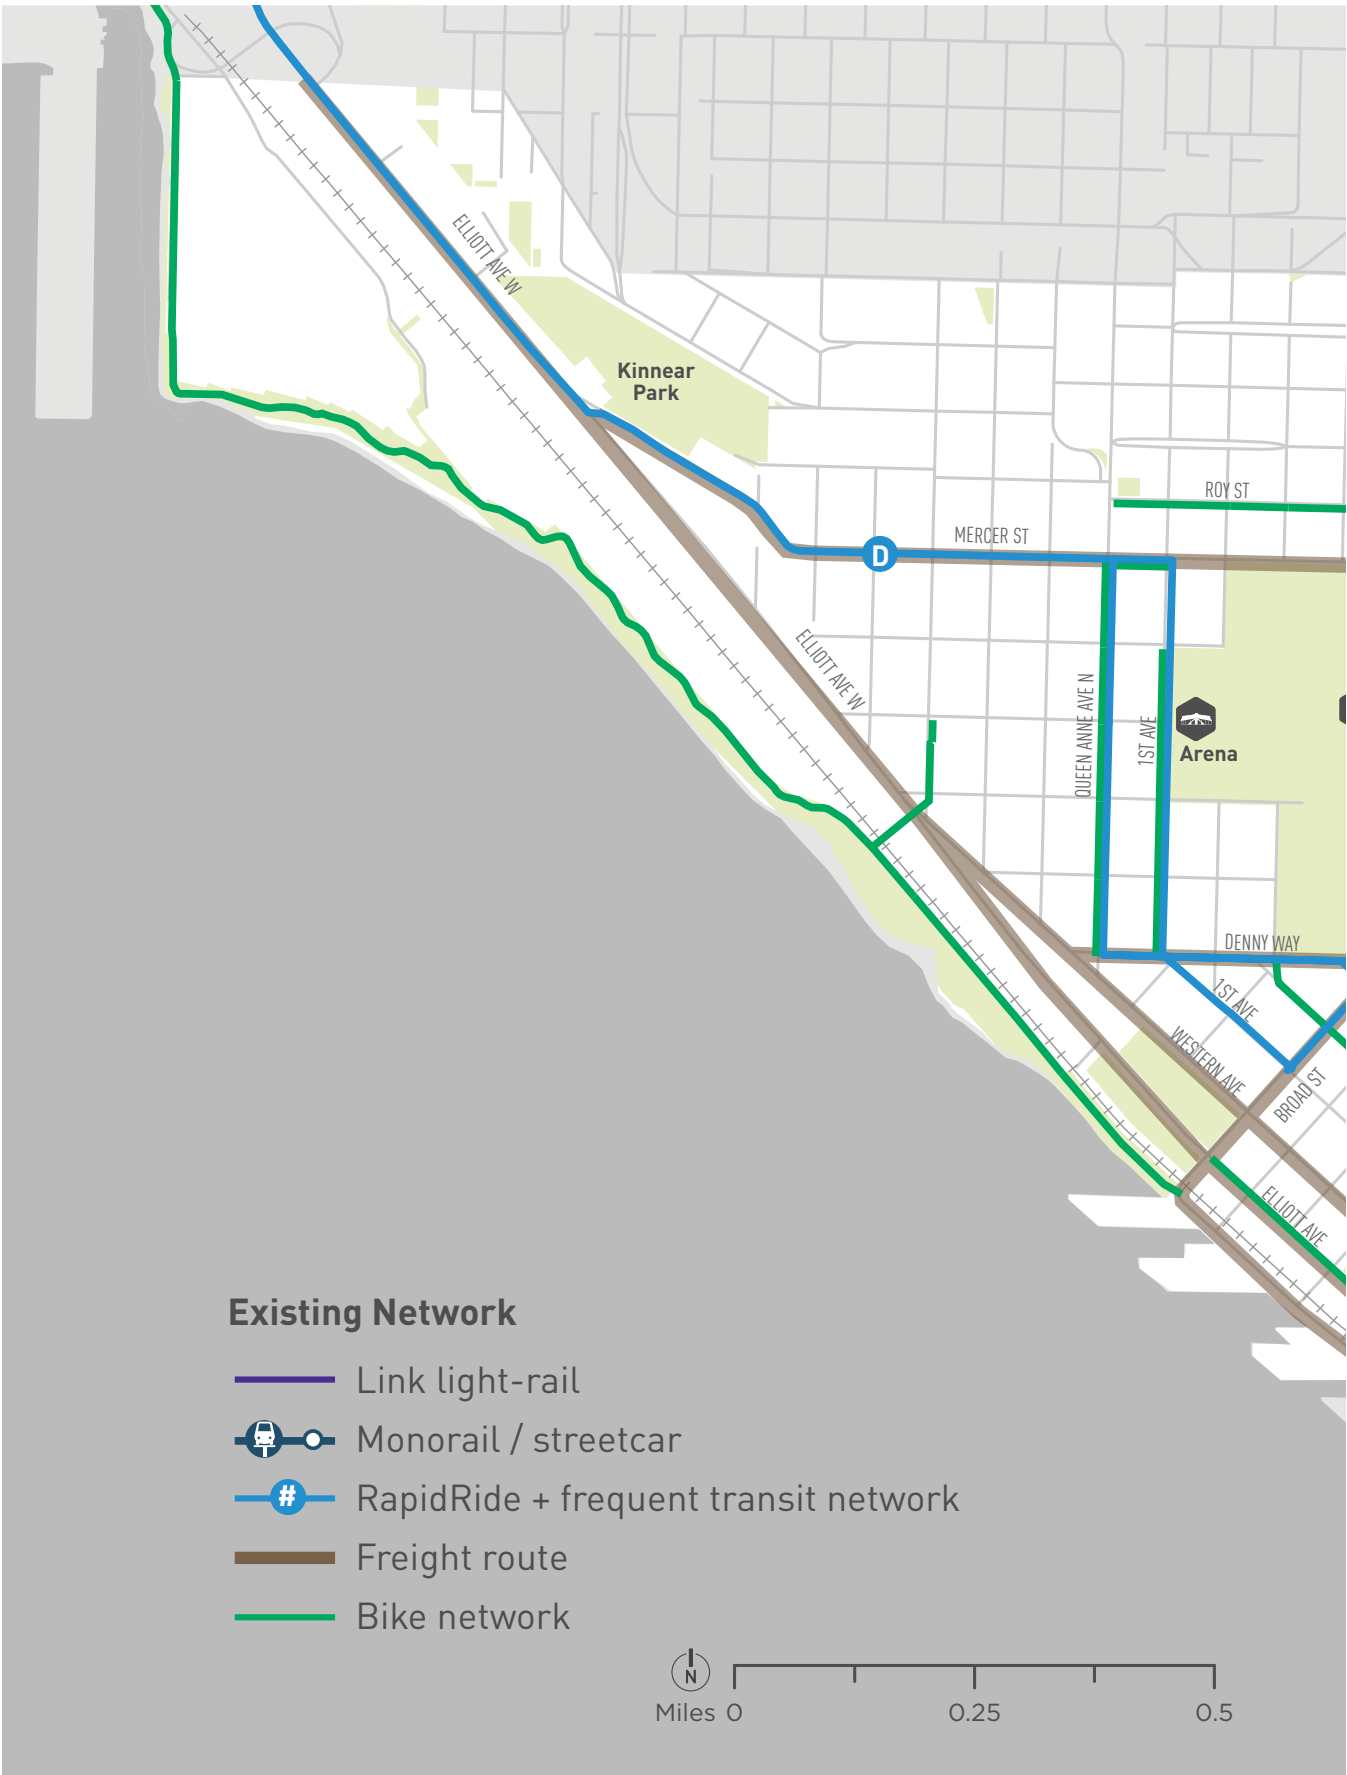 ELLIOTT AVE W
Kinnear
Park
ROY ST
MERCER ST
D
ELLIOTT AVE W
QUEEN ANNE AVE N
1ST AVE
Arena
DENNY WAY
1ST AVE
WESTERN AVE
BROAD ST
ELLIOTT AVE
Existing Network
Link light-rail
Monorail / streetcar
# RapidRide + frequent transit network
Freight route
Bike network
N
Miles 0 0.25 0.5